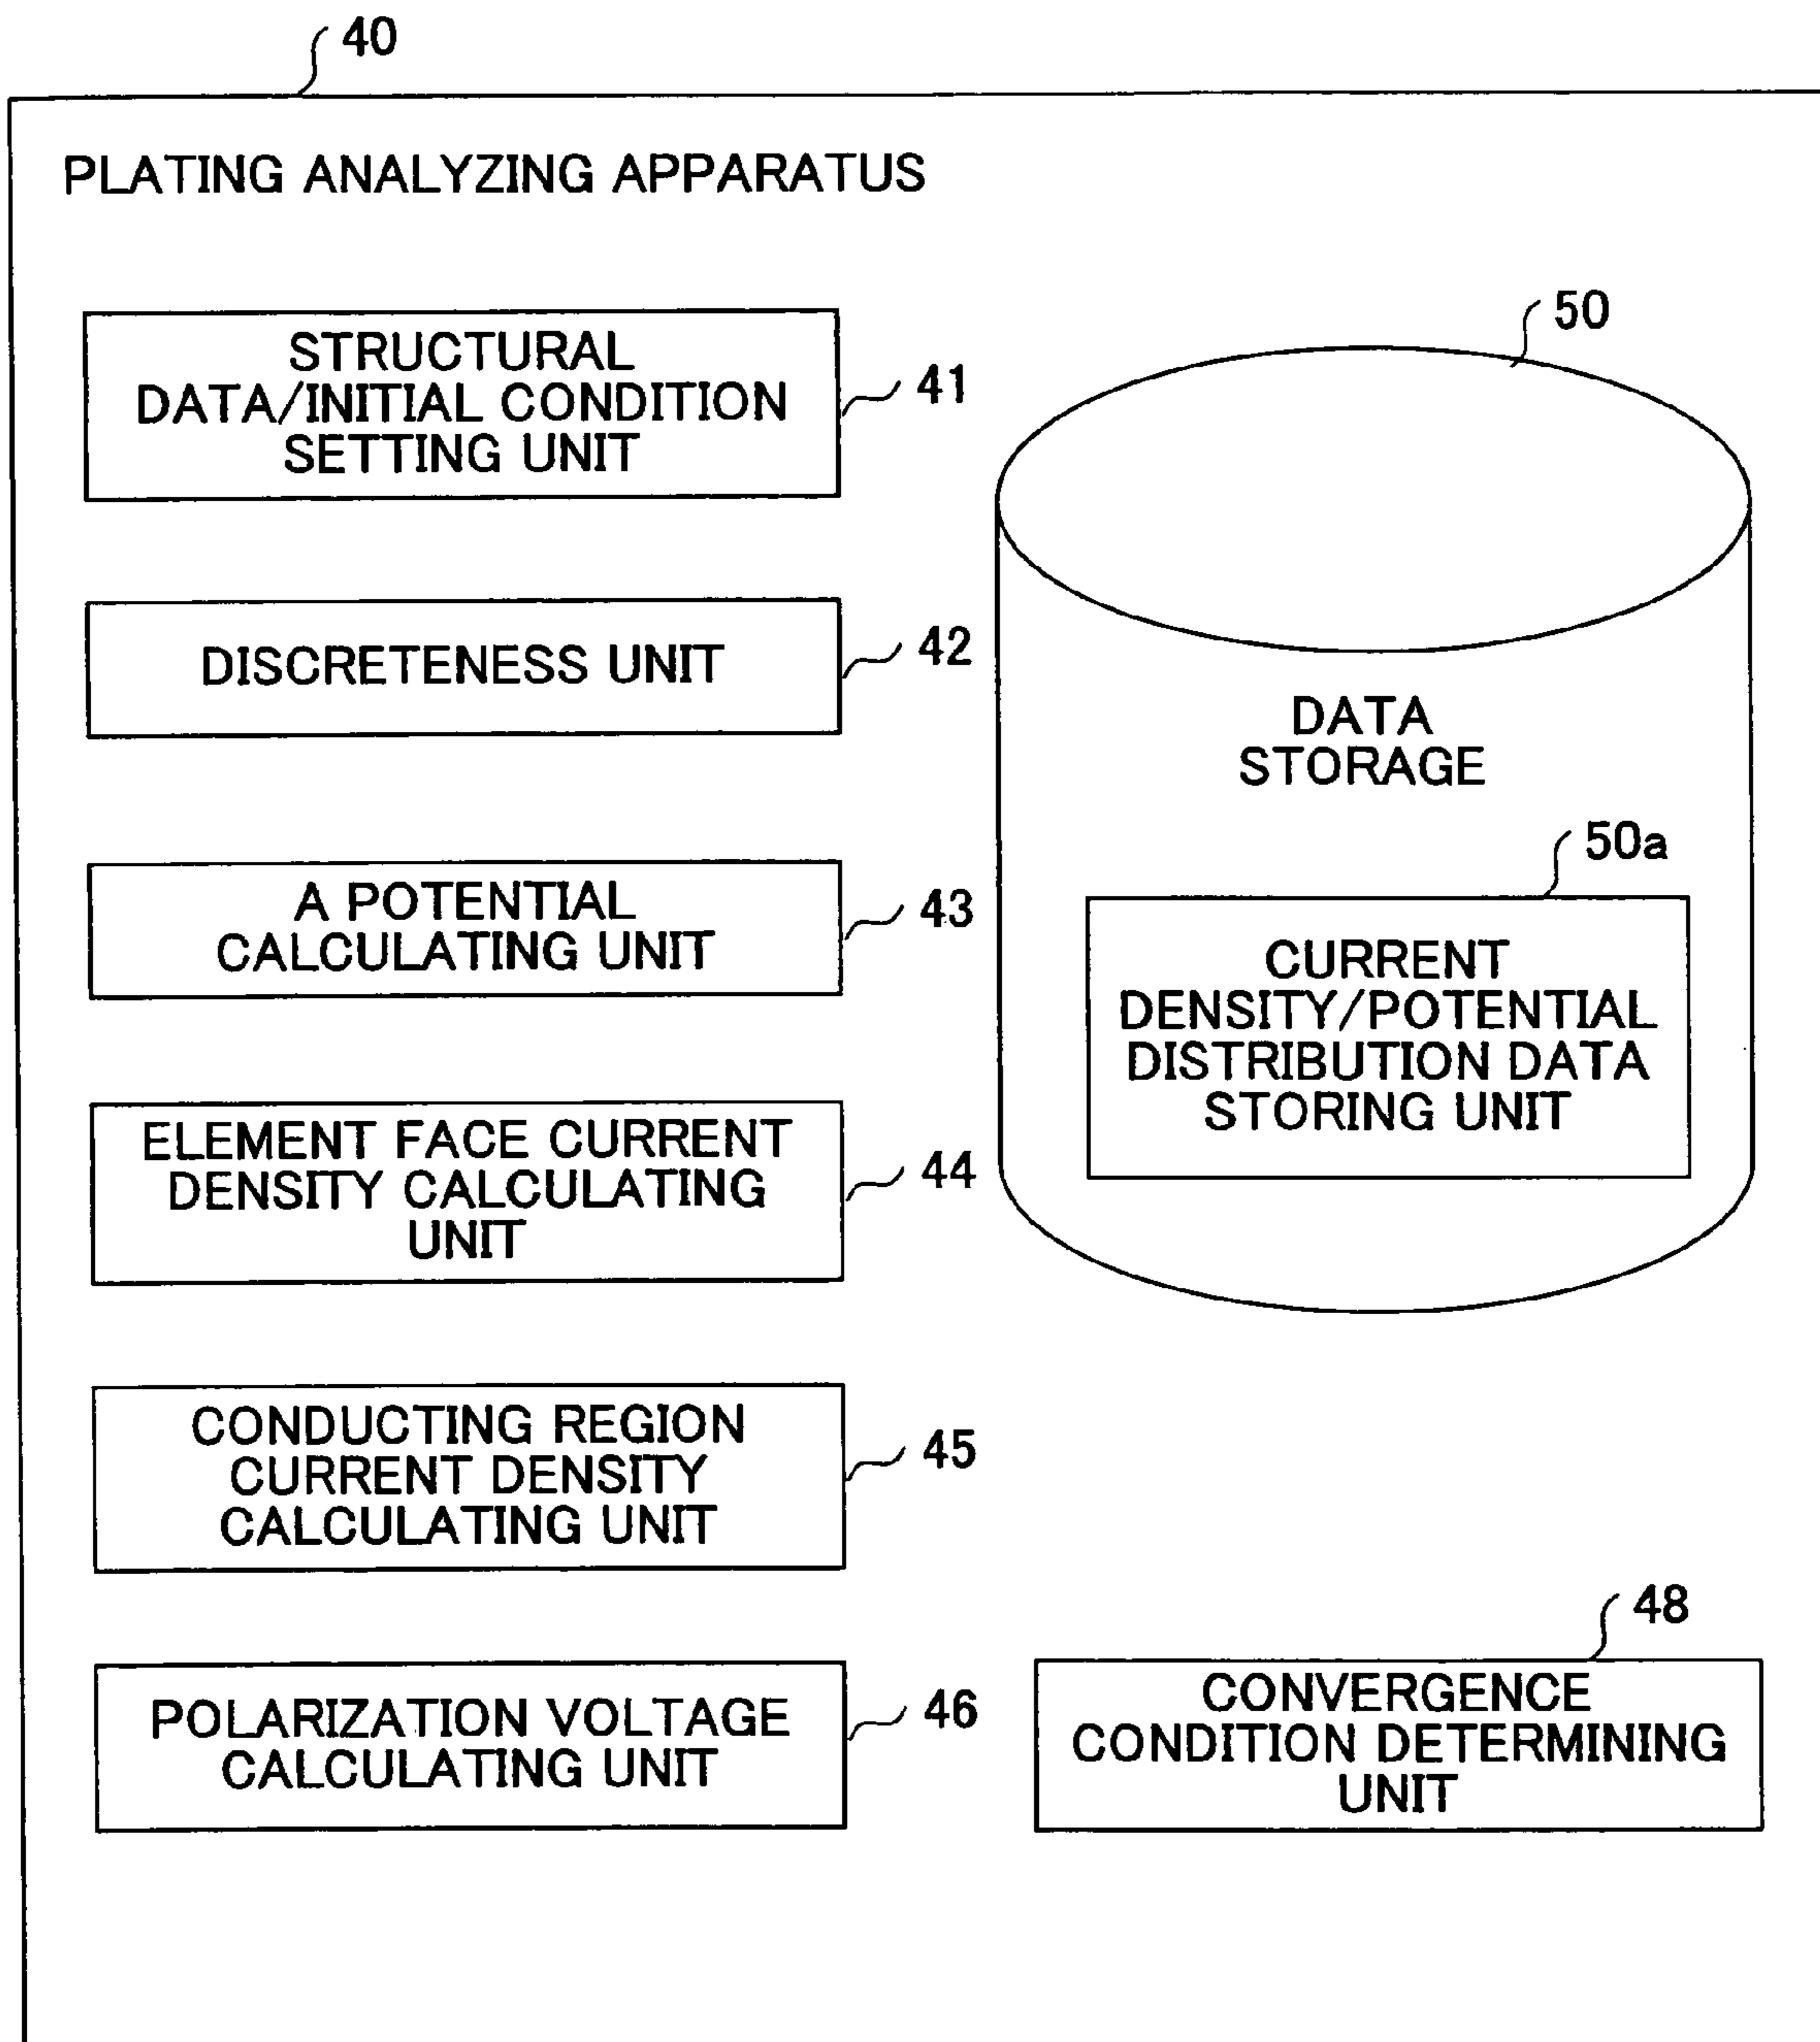 40
PLATING ANALYZING APPARATUS
STRUCTURAL
DATA/INITIAL CONDITION
SETTING UNIT
41
DISCRETENESS UNIT
42
A POTENTIAL
CALCULATING UNIT
43
ELEMENT FACE CURRENT
DENSITY CALCULATING
UNIT
44
CONDUCTING REGION
CURRENT DENSITY
CALCULATING UNIT
45
POLARIZATION VOLTAGE
CALCULATING UNIT
46
50
DATA
STORAGE
50a
CURRENT
DENSITY/POTENTIAL
DISTRIBUTION DATA
STORING UNIT
48
CONVERGENCE
CONDITION DETERMINING
UNIT